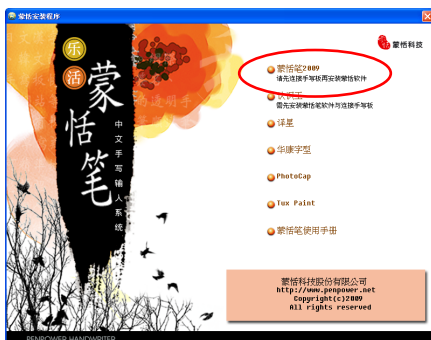 蒙恬安装程序
乐活
蒙恬笔
中文手写输入系统
蒙恬科技
蒙恬笔2009
请先连接手写板再安装蒙恬软件
需先安装蒙恬笔软件与连接手写板
译星
华康字型
PhotoCap
Tux Paint
蒙恬笔使用手册
蒙恬科技股份有限公司
http://www.penpower.net
Copyright(c)2009
All rights reserved
PENPOWER HANDWRITER